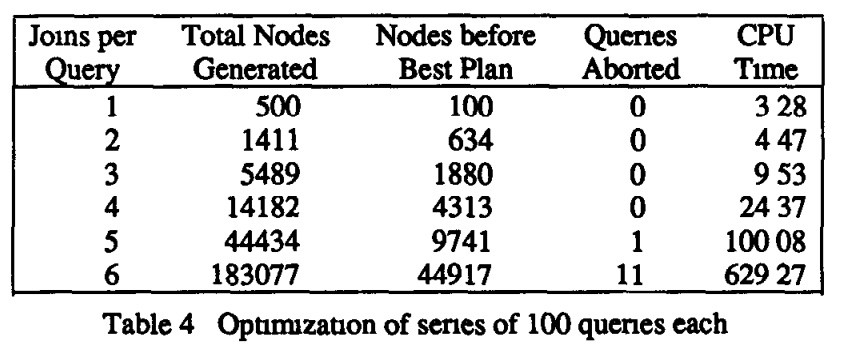 Joins per Total Nodes Nodes before Queries CPU
Query Generated Best Plan Aborted Time
1 500 100 0 3 28
2 1411 634 0 4 47
3 5489 1880 0 9 53
4 14182 4313 0 24 37
5 44434 9741 1 100 08
6 183077 44917 11 629 27
Table 4 Optimization of series of 100 queries each